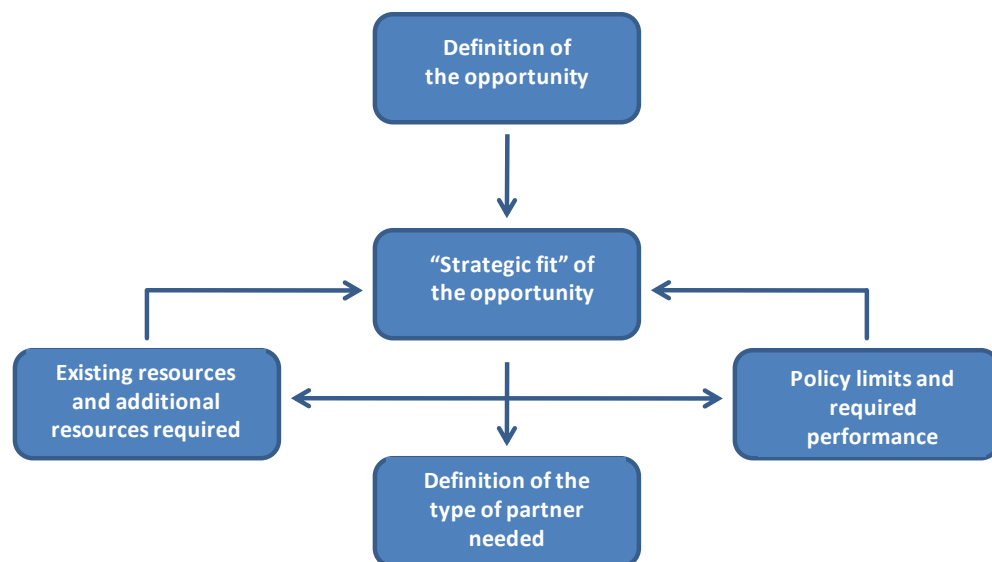 Definition of
the opportunity
“Strategic fit” of
the opportunity
Existing resources
and additional
resources required
Policy limits and
required
performance
Definition of the
type of partner
needed